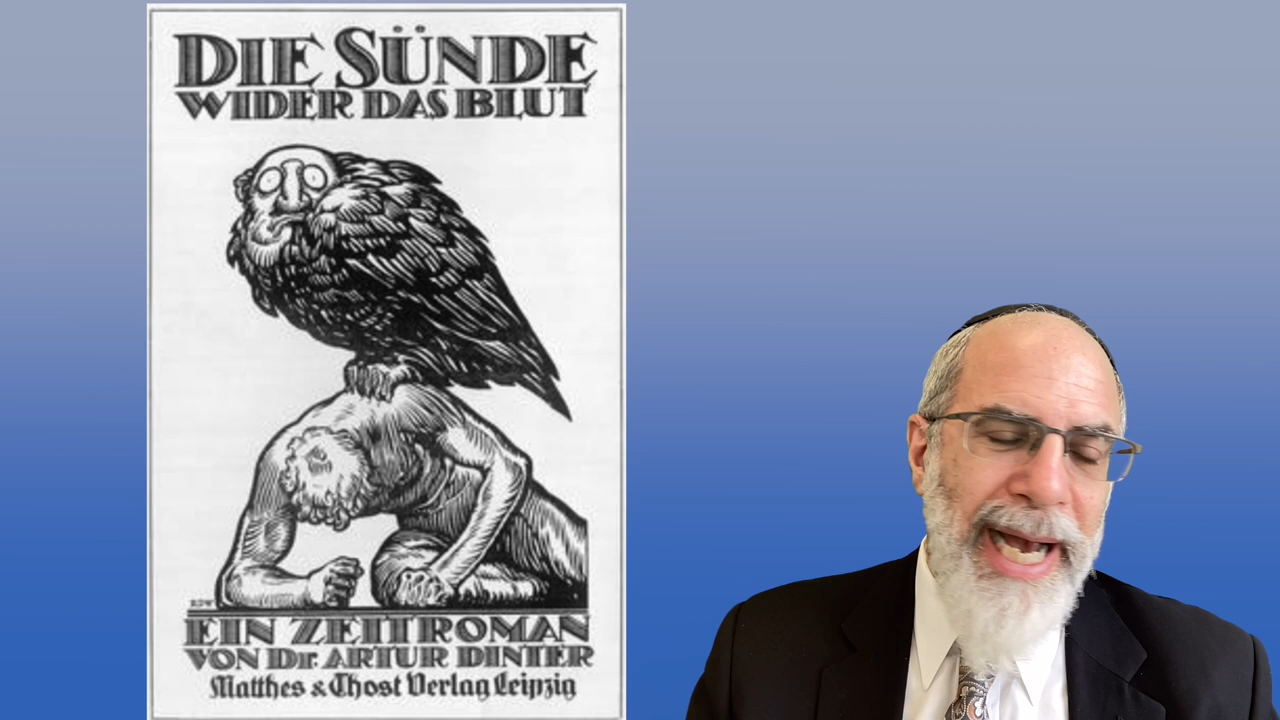 DIE SÜNDE
WIDER DAS BLUT
EIN ZEITROMAN
VON Dr. ARTUR DINTER
Matthes & Thost Verlag Leipzig